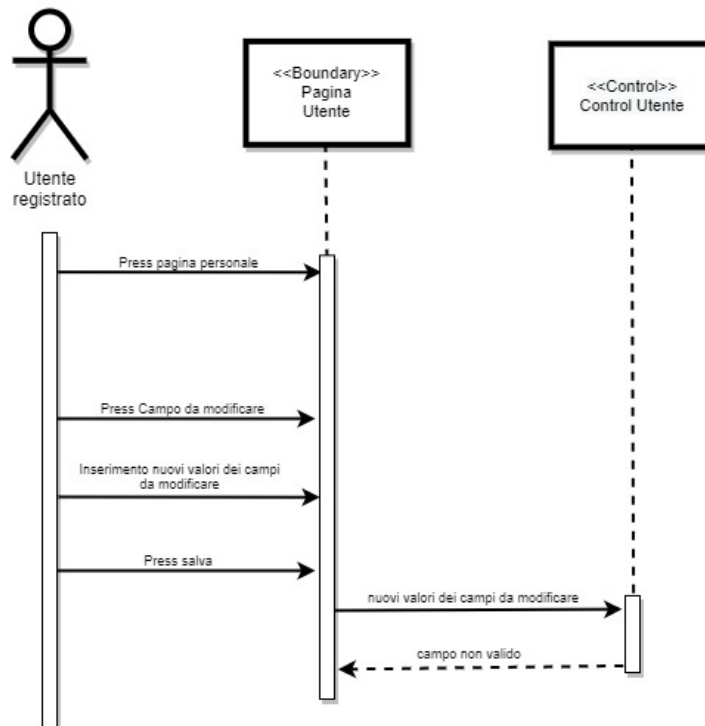 <<Boundary>>
Pagina
Utente
<<Control>>
Control Utente
Utente
registrato
Press pagina personale
Press Campo da modificare
Inserimento nuovi valori dei campi
da modificare
Press salva
nuovi valori dei campi da modificare
campo non valido